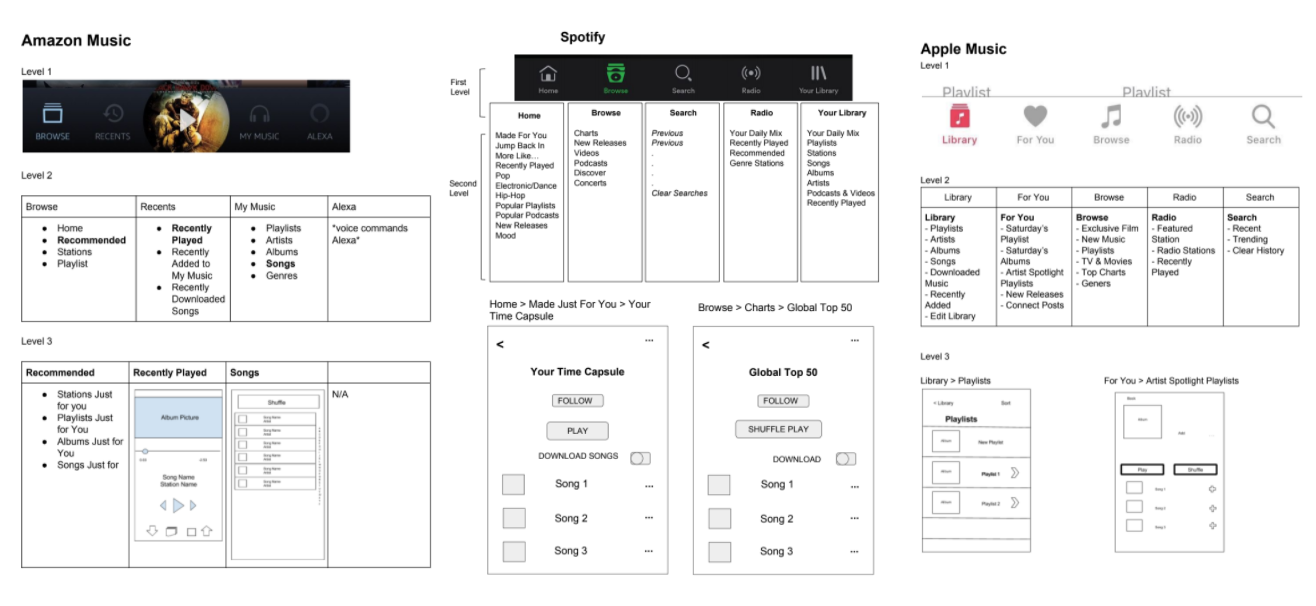 Amazon Music
Level 1
BROWSE
RECENTS
MY MUSIC
ALEXA
Level 2
Browse
Recents
My Music
Alexa
Home
Recommended
Stations
Playlist
Recently
Played
Recently
Added to
My Music
Recently
Downloaded
Songs
Playlists
Artists
Albums
Songs
Genres
*voice commands
Alexa*
Level 3
Recommended
Recently Played
Songs
Stations Just
for you
Playlists Just
for You
Albums Just for
You
Songs Just for
Album Picture
Song Name
Station Name
Shuffle
Song Name
Artist
Song Name
Artist
Song Name
Artist
Song Name
Artist
Song Name
Artist
Song Name
Artist
N/A
Spotify
First
Level
Home
Browse
Search
Radio
Your Library
Second
Level
Home
Made For You
Jump Back In
More Like...
Recently Played
Pop
Electronic/Dance
Hip-Hop
Popular Playlists
Popular Podcasts
New Releases
Mood
Browse
Charts
New Releases
Videos
Podcasts
Discover
Concerts
Search
Previous
Previous
.
.
.
.
Clear Searches
Radio
Your Daily Mix
Recently Played
Recommended
Genre Stations
Your Library
Your Daily Mix
Playlists
Stations
Songs
Albums
Artists
Podcasts & Videos
Recently Played
Home > Made Just For You > Your
Time Capsule
<
...
Your Time Capsule
FOLLOW
PLAY
DOWNLOAD SONGS
Song 1 ...
Song 2 ...
Song 3 ...
Browse > Charts > Global Top 50
<
...
Global Top 50
FOLLOW
SHUFFLE PLAY
DOWNLOAD
Song 1 ...
Song 2 ...
Song 3 ...
Apple Music
Level 1
Playlist
Playlist
Library
For You
Browse
Radio
Search
Level 2
Library
For You
Browse
Radio
Search
Library
- Playlists
- Artists
- Albums
- Songs
- Downloaded
Music
- Recently
Added
- Edit Library
For You
- Saturday's
Playlist
- Saturday's
Albums
- Artist Spotlight
Playlists
- New Releases
- Connect Posts
Browse
- Exclusive Film
- New Music
- Playlists
- TV & Movies
- Top Charts
- Geners
Radio
- Featured
Station
- Radio Stations
- Recently
Played
Search
- Recent
- Trending
- Clear History
Level 3
Library > Playlists
< Library
Sort
Playlists
Album
New Playlist
Album
Playlist 1
Album
Playlist 2
For You > Artist Spotlight Playlists
Back
Album
Play
Shuffle
Song 1
Song 2
Song 3